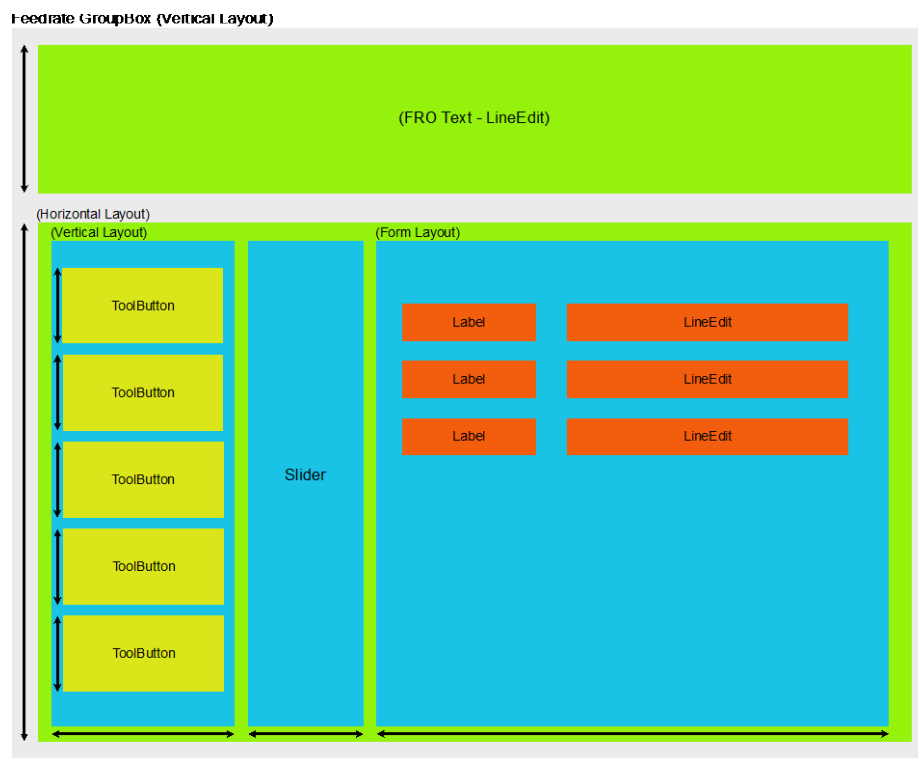 Feedrate GroupBox (Vertical Layout)
(FRO Text - LineEdit)
(Horizontal Layout)
(Vertical Layout)
(Form Layout)
ToolButton
ToolButton
ToolButton
ToolButton
ToolButton
Slider
Label
LineEdit
Label
LineEdit
Label
LineEdit